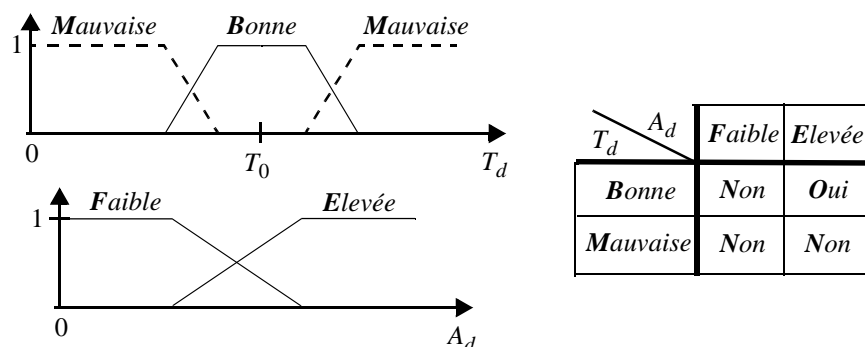 Mauvaise Bonne Mauvaise
1
0 T0 Td
Faible Elevée
1
0 Ad
Td Ad Faible Elevée
Bonne Non Oui
Mauvaise Non Non